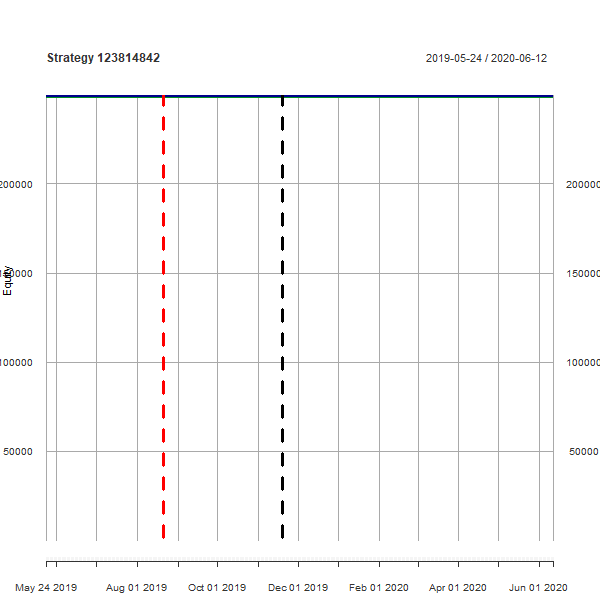 Strategy 123814842
2019-05-24 / 2020-06-12
200000 200000
150000 150000
Equity
100000 100000
50000 50000
May 24 2019 Aug 01 2019 Oct 01 2019 Dec 01 2019 Feb 01 2020 Apr 01 2020 Jun 01 2020